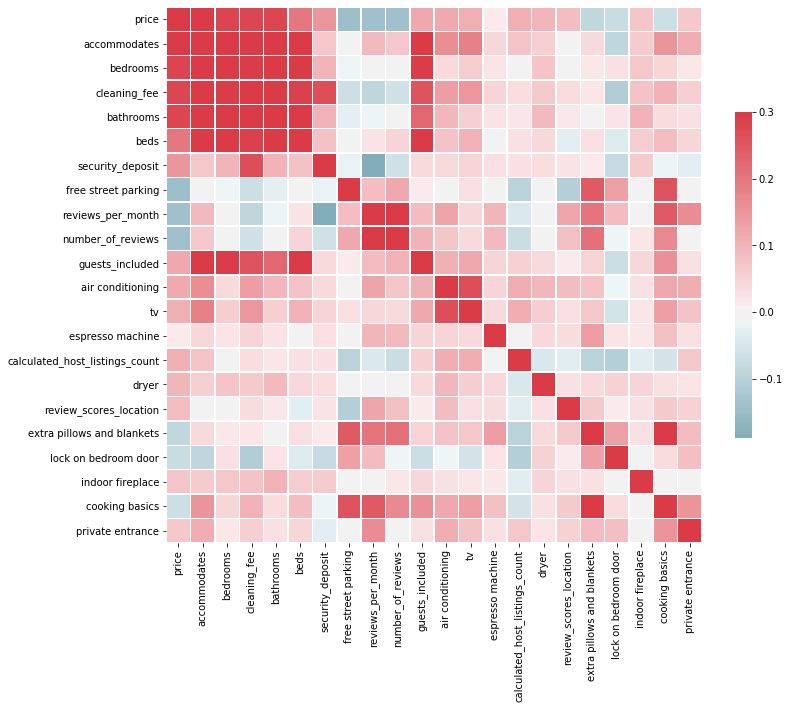 price
accommodates
bedrooms
cleaning_fee
bathrooms
beds
security_deposit
free street parking
reviews_per_month
number_of_reviews
guests_included
air conditioning
tv
espresso machine
calculated_host_listings_count
dryer
review_scores_location
extra pillows and blankets
lock on bedroom door
indoor fireplace
cooking basics
private entrance
price
accommodates
bedrooms
cleaning_fee
bathrooms
beds
security_deposit
free street parking
reviews_per_month
number_of_reviews
guests_included
air conditioning
tv
espresso machine
calculated_host_listings_count
dryer
review_scores_location
extra pillows and blankets
lock on bedroom door
indoor fireplace
cooking basics
private entrance
0.3
0.2
0.1
0.0
−0.1